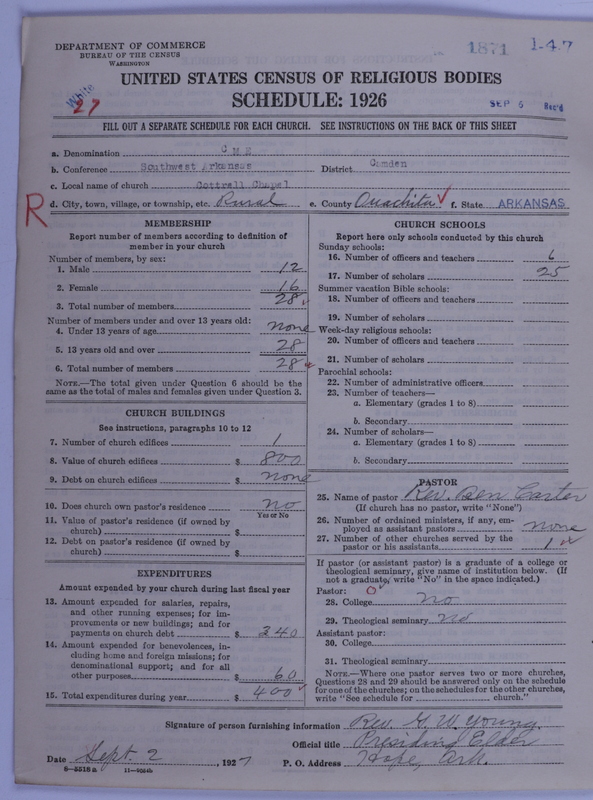 DEPARTMENT OF COMMERCE
BUREAU OF THE CENSUS
WASHINGTON
1871
1-4-7
White
27
UNITED STATES CENSUS OF RELIGIOUS BODIES
SCHEDULE: 1926
SEP 6 Rec'd
FILL OUT A SEPARATE SCHEDULE FOR EACH CHURCH. SEE INSTRUCTIONS ON THE BACK OF THIS SHEET
a. Denomination C M E
b. Conference Southwest Arkansas District Camden
c. Local name of church Cottrell Chapel
R
d. City, town, village, or township, etc. Rural e. County Ouachita f. State ARKANSAS
MEMBERSHIP
Report number of members according to definition of
member in your church
Number of members, by sex:
1. Male 12
2. Female 16
3. Total number of members 28
Number of members under and over 13 years old:
4. Under 13 years of age none
5. 13 years old and over 28
6. Total number of members 28
NOTE.—The total given under Question 6 should be the
same as the total of males and females given under Question 3.
CHURCH BUILDINGS
See instructions, paragraphs 10 to 12
7. Number of church edifices 1
8. Value of church edifices $ 800
9. Debt on church edifices $ none
10. Does church own pastor's residence no
Yes or No
11. Value of pastor's residence (if owned by
church) $
12. Debt on pastor's residence (if owned by
church) $
EXPENDITURES
Amount expended by your church during last fiscal year
13. Amount expended for salaries, repairs,
and other running expenses; for im-
provements or new buildings; and for
payments on church debt $ 340
14. Amount expended for benevolences, in-
cluding home and foreign missions; for
denominational support; and for all
other purposes $ 60
15. Total expenditures during year $ 400
CHURCH SCHOOLS
Report here only schools conducted by this church
Sunday schools:
16. Number of officers and teachers 6
17. Number of scholars 25
Summer vacation Bible schools:
18. Number of officers and teachers
19. Number of scholars
Week-day religious schools:
20. Number of officers and teachers
21. Number of scholars
Parochial schools:
22. Number of administrative officers
23. Number of teachers—
a. Elementary (grades 1 to 8)
b. Secondary
24. Number of scholars—
a. Elementary (grades 1 to 8)
b. Secondary
PASTOR
25. Name of pastor Rev. Ben Carter
(If church has no pastor, write "None")
26. Number of ordained ministers, if any, em-
ployed as assistant pastors none
27. Number of other churches served by the
pastor or his assistants 1
If pastor (or assistant pastor) is a graduate of a college or
theological seminary, give name of institution below. (If
not a graduate, write "No" in the space indicated.)
Pastor:
28. College No
29. Theological seminary no
Assistant pastor:
30. College
31. Theological seminary
NOTE.—Where one pastor serves two or more churches,
Questions 28 and 29 should be answered only on the schedule
for one of the churches; on the schedules for the other churches,
write "See schedule for church."
Signature of person furnishing information Rev. G. W. Young
Official title Presiding Elder
Date Sept. 2, 1927 P. O. Address Hope, Ark.